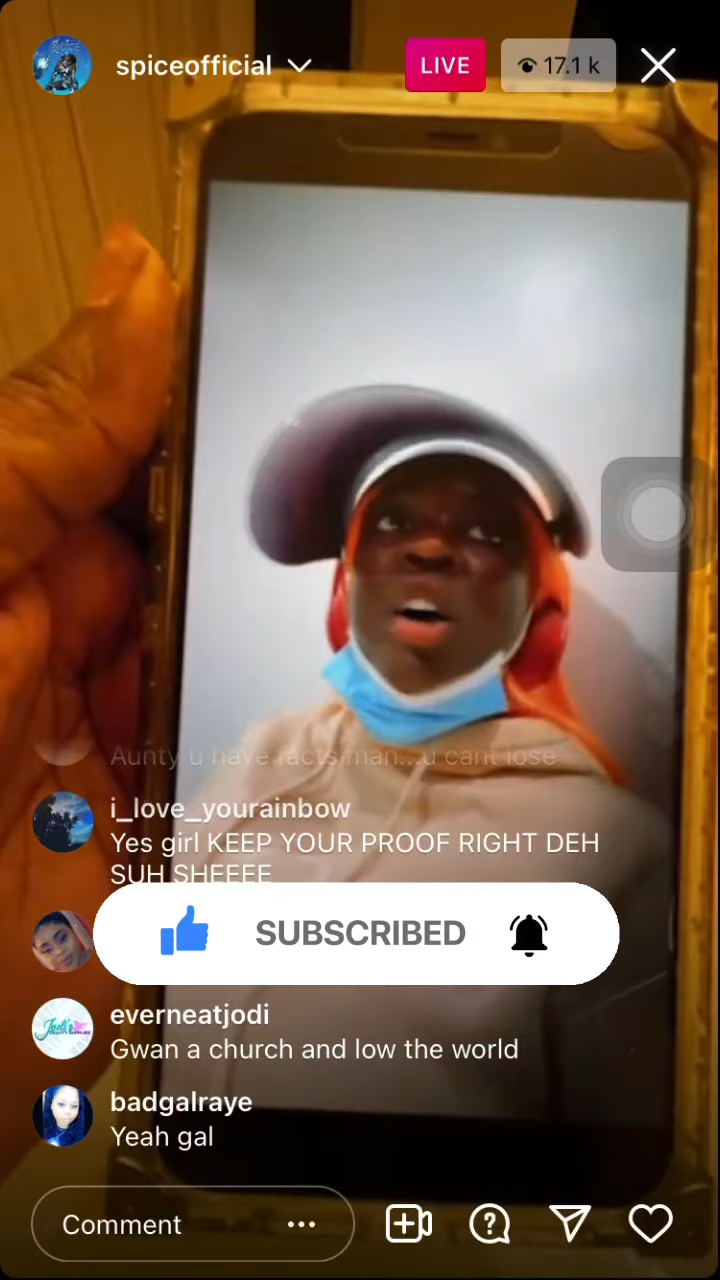 spiceofficial
LIVE
17.1 k
Aunty u have facts man...u cant lose
i_love_yourainbow
Yes girl KEEP YOUR PROOF RIGHT DEH
SUH SHEEEE
SUBSCRIBED
everneatjodi
Gwan a church and low the world
badgalraye
Yeah gal
Comment